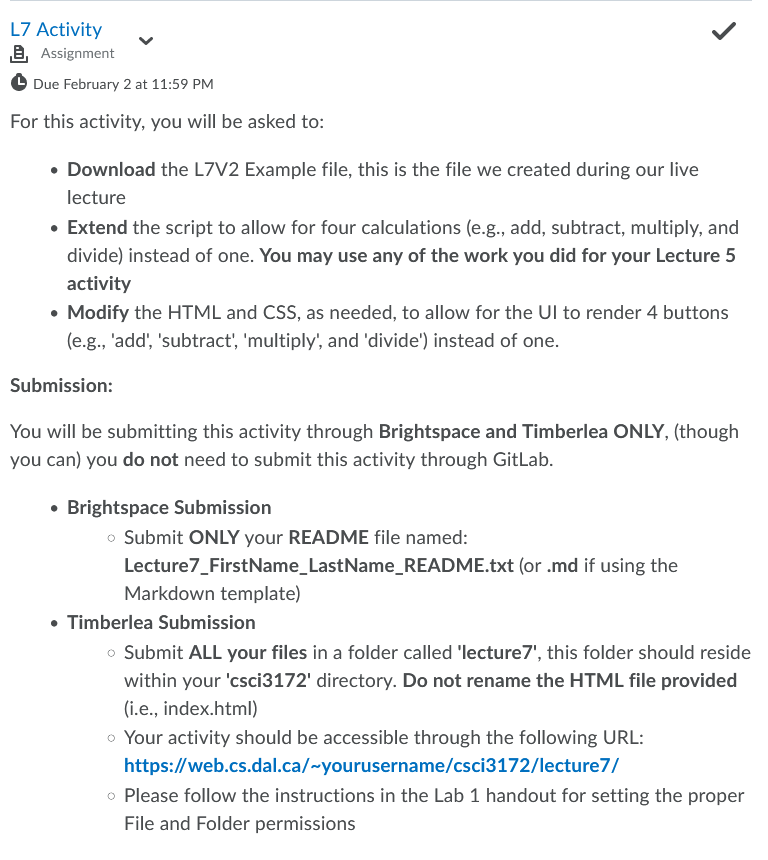 L7 Activity
Assignment
Due February 2 at 11:59 PM
For this activity, you will be asked to:
• Download the L7V2 Example file, this is the file we created during our live
lecture
• Extend the script to allow for four calculations (e.g., add, subtract, multiply, and
divide) instead of one. You may use any of the work you did for your Lecture 5
activity
• Modify the HTML and CSS, as needed, to allow for the UI to render 4 buttons
(e.g., 'add', 'subtract', 'multiply', and 'divide') instead of one.
Submission:
You will be submitting this activity through Brightspace and Timberlea ONLY, (though
you can) you do not need to submit this activity through GitLab.
• Brightspace Submission
○ Submit ONLY your README file named:
Lecture7_FirstName_LastName_README.txt (or .md if using the
Markdown template)
• Timberlea Submission
○ Submit ALL your files in a folder called 'lecture7', this folder should reside
within your 'csci3172' directory. Do not rename the HTML file provided
(i.e., index.html)
○ Your activity should be accessible through the following URL:
https://web.cs.dal.ca/~yourusername/csci3172/lecture7/
○ Please follow the instructions in the Lab 1 handout for setting the proper
File and Folder permissions